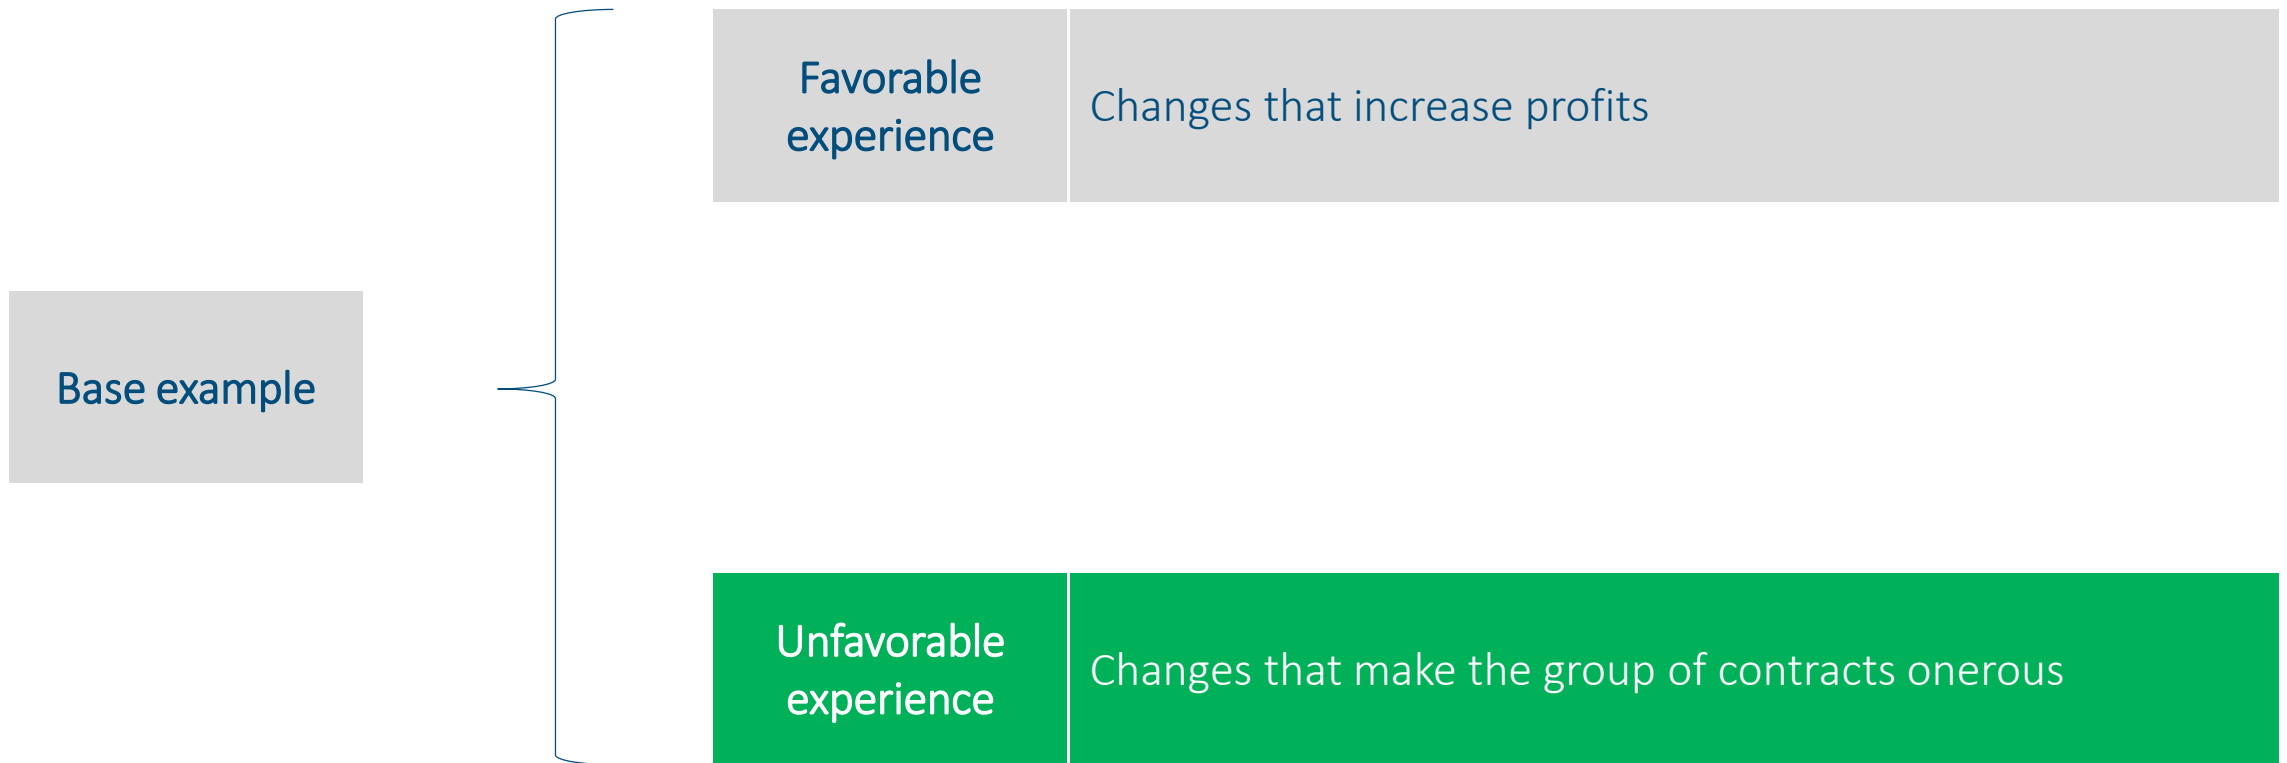 Favorable
experience
Changes that increase profits
Base example
Unfavorable
experience
Changes that make the group of contracts onerous